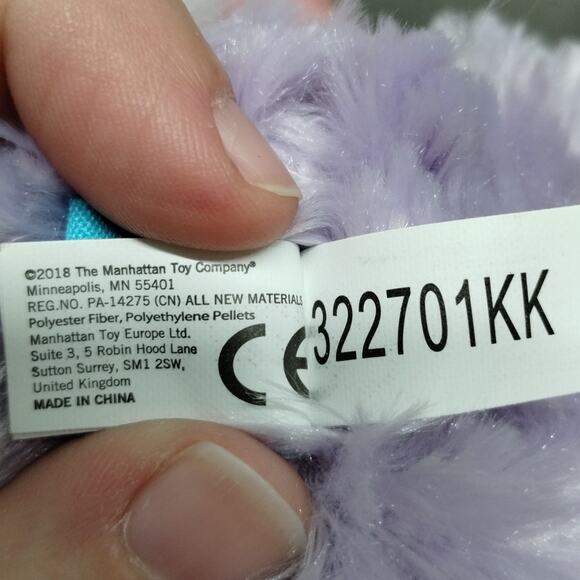 ©2018 The Manhattan Toy Company®
Minneapolis, MN 55401
REG.NO. PA-14275 (CN) ALL NEW MATERIALS
Polyester Fiber, Polyethylene Pellets
Manhattan Toy Europe Ltd.
Suite 3, 5 Robin Hood Lane
Sutton Surrey, SM1 2SW,
United Kingdom
MADE IN CHINA
CE
322701KK